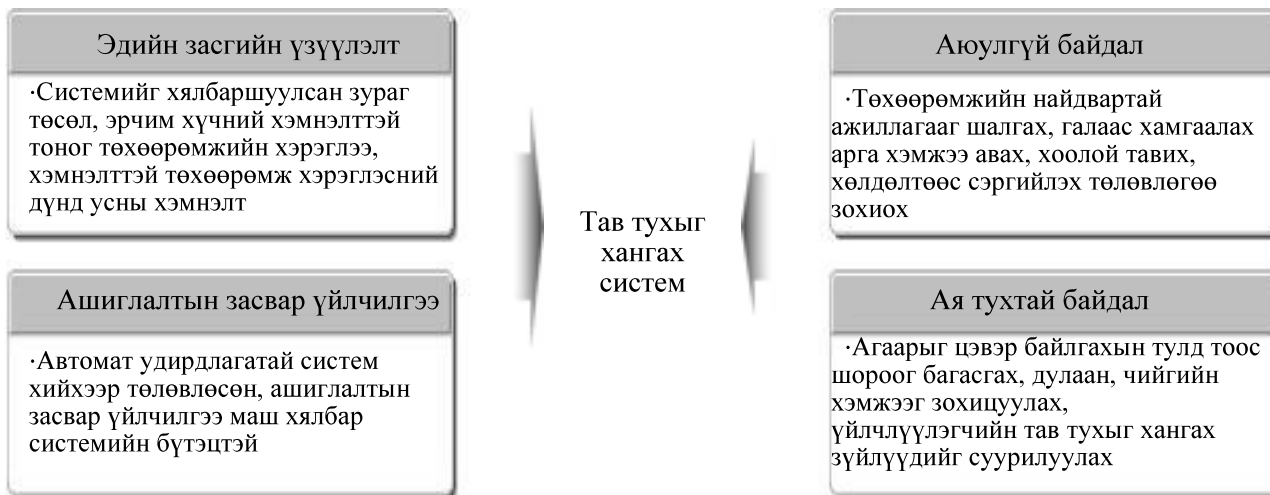 Эдийн засгийн үзүүлэлт
·Системийг хялбаршуулсан зураг
төсөл, эрчим хүчний хэмнэлттэй
тоног төхөөрөмжийн хэрэглээ,
хэмнэлттэй төхөөрөмж хэрэглэсний
дүнд усны хэмнэлт
Ашиглалтын засвар үйлчилгээ
·Автомат удирдлагатай систем
хийхээр төлөвлөсөн, ашиглалтын
засвар үйлчилгээ маш хялбар
системийн бүтэцтэй
Тав тухыг
хангах
систем
Аюулгүй байдал
·Төхөөрөмжийн найдвартай
ажиллагааг шалгах, галаас хамгаалах
арга хэмжээ авах, хоолой тавих,
хөлдөлтөөс сэргийлэх төлөвлөгөө
зохиох
Ая тухтай байдал
·Агаарыг цэвэр байлгахын тулд тоос
шороог багасгах, дулаан, чийгийн
хэмжээг зохицуулах,
үйлчлүүлэгчийн тав тухыг хангах
зүйлүүдийг суурилуулах